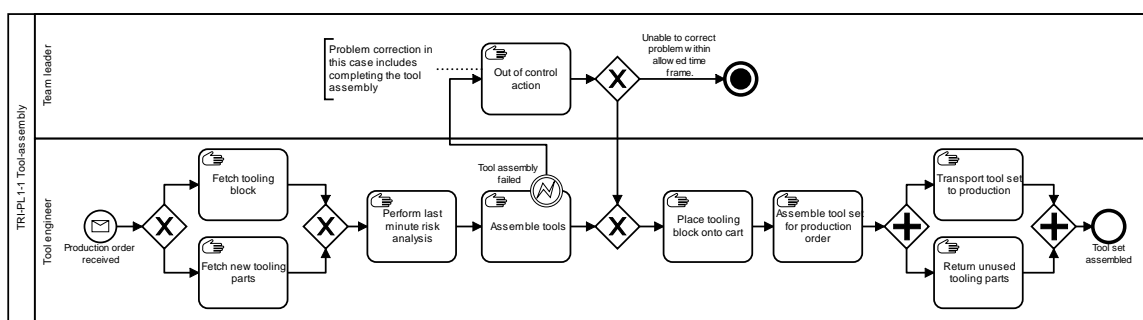 TRI-PL1-1 Tool-assembly
Team leader
Problem correction in
this case includes
completing the tool
assembly
Out of control
action
Unable to correct
problem within
allowed time
frame.
Tool engineer
Production order
received
Fetch tooling
block
Fetch new tooling
parts
Perform last
minute risk
analysis
Tool assembly
failed
Assemble tools
Place tooling
block onto cart
Assemble tool set
for production
order
Transport tool set
to production
Return unused
tooling parts
Tool set
assembled